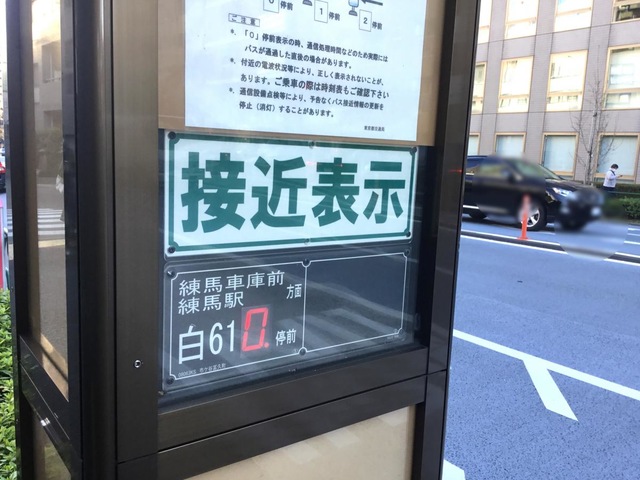 0 停前 1 停前 2 停前
ご注意
*．「0」停前表示の時、通信処理時間などのため実際には
バスが通過した直後の場合があります。
*．付近の電波状況等により、正しく表示されないことが、
あります。ご乗車の際は時刻表もご確認下さい
*．通信設備点検等により、予告なくバス接近情報の更新を
停止（消灯）することがあります。
東京都交通局
接近表示
練馬車庫前
練馬駅 方面
白61 0. 停前